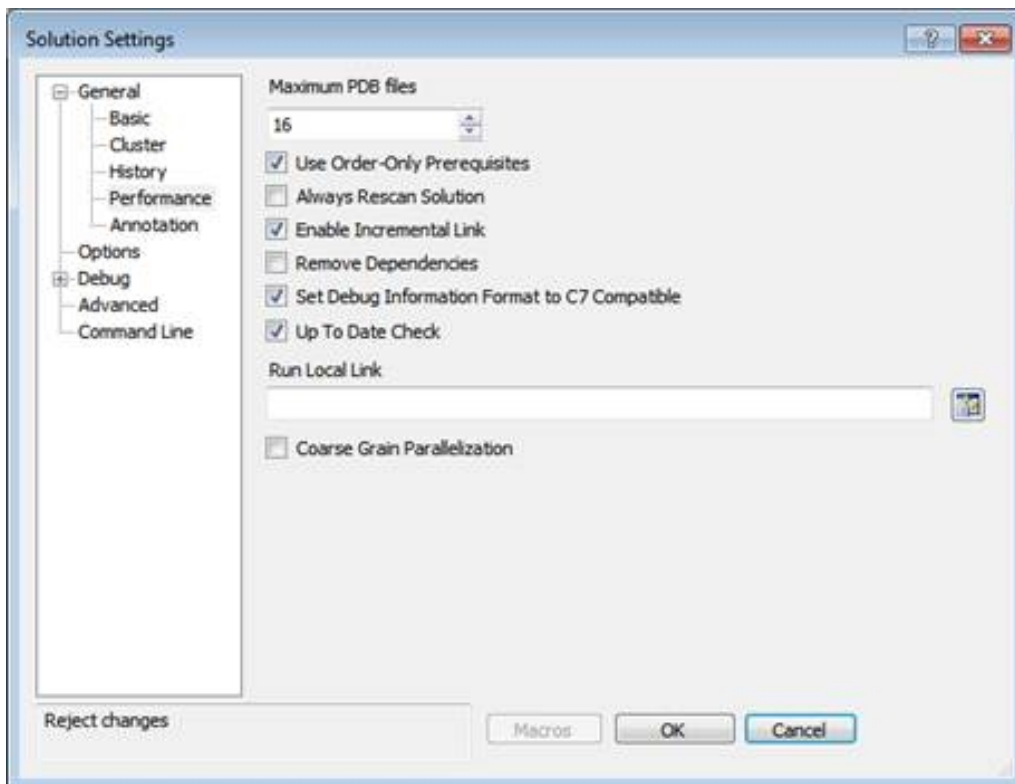 Solution Settings
General
Basic
Cluster
History
Performance
Annotation
Options
Debug
Advanced
Command Line
Maximum PDB files
16
Use Order-Only Prerequisites
Always Rescan Solution
Enable Incremental Link
Remove Dependencies
Set Debug Information Format to C7 Compatible
Up To Date Check
Run Local Link
Coarse Grain Parallelization
Reject changes
Macros
OK
Cancel